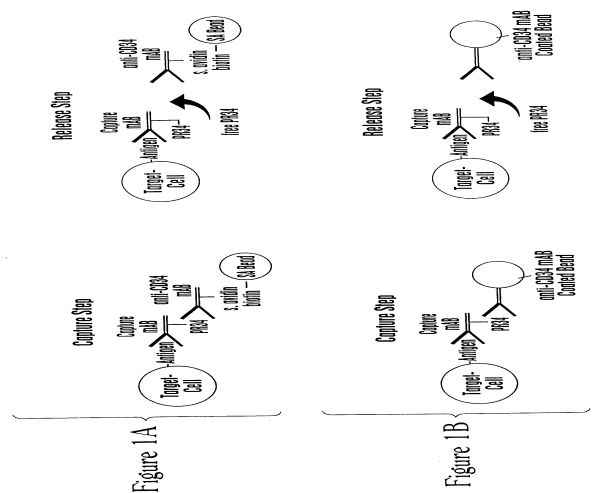 Figure 1A
Capture Step
Target-
Cell
Antigen
Capture
mAB
PR34
anti-CD34
mAB
s. avidin
biotin
SA Bead
Release Step
Target-
Cell
Antigen
Capture
mAB
PR34
free PR34
anti-CD34
mAB
s. avidin
biotin
SA Bead
Figure 1B
Capture Step
Target-
Cell
Antigen
Capture
mAB
PR34
anti-CD34 mAB
Coated Bead
Release Step
Target-
Cell
Antigen
Capture
mAB
PR34
free PR34
anti-CD34 mAB
Coated Bead